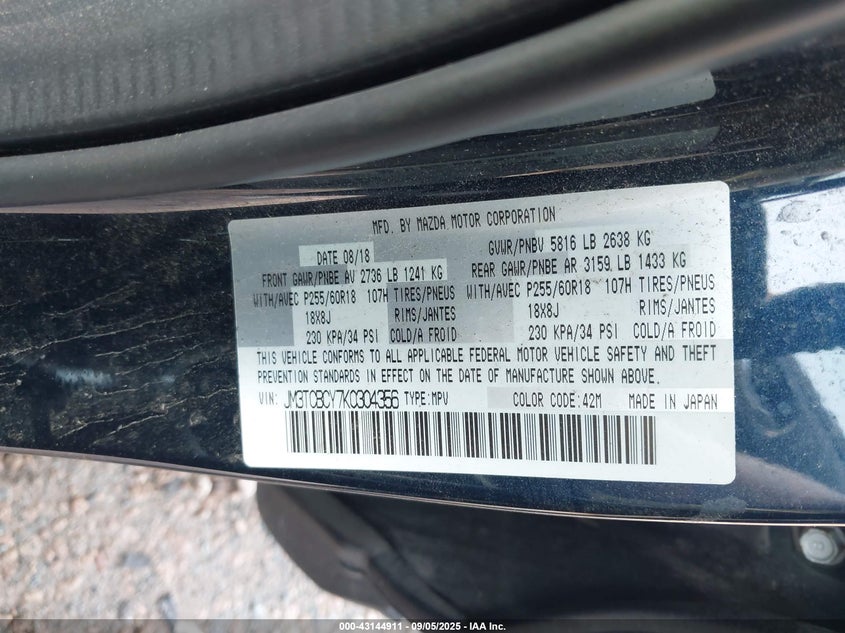 MFD. BY MAZDA MOTOR CORPORATION
DATE 08/18 GVWR/PNBV 5816 LB 2638 KG
FRONT GAWR/PNBE AV 2736 LB 1241 KG REAR GAWR/PNBE AR 3159 LB 1433 KG
WITH/AVEC P255/60R18 107H TIRES/PNEUS WITH/AVEC P255/60R18 107H TIRES/PNEUS
18X8J RIMS/JANTES 18X8J RIMS/JANTES
230 KPA/34 PSI COLD/A FROID 230 KPA/34 PSI COLD/A FROID
THIS VEHICLE CONFORMS TO ALL APPLICABLE FEDERAL MOTOR VEHICLE SAFETY AND THEFT
PREVENTION STANDARDS IN EFFECT ON THE DATE OF MANUFACTURE SHOWN ABOVE.
VIN: JM3TCBCY7K0304356 TYPE:MPV COLOR CODE:42M MADE IN JAPAN
000-43144911 - 09/05/2025 - IAA Inc.